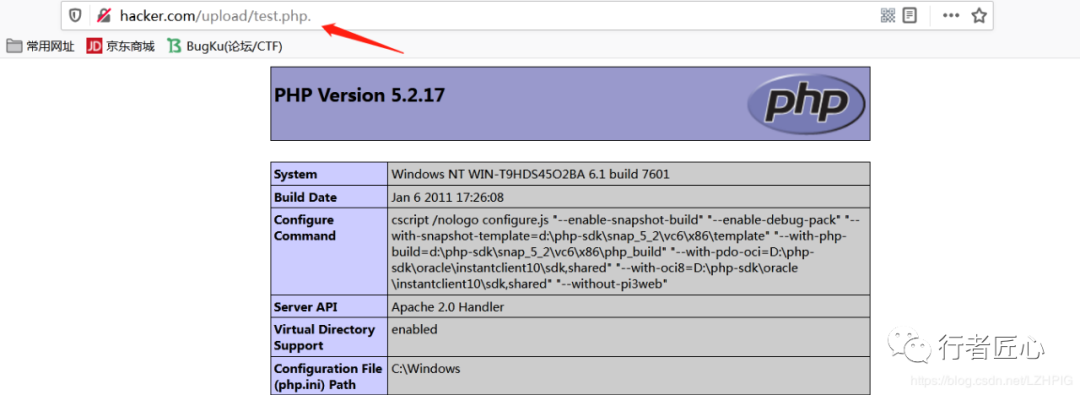 hacker.com/upload/test.php.
常用网址 JD 京东商城 BugKu(论坛/CTF)
PHP Version 5.2.17
php
System Windows NT WIN-T9HDS45O2BA 6.1 build 7601
Build Date Jan 6 2011 17:26:08
Configure Command cscript /nologo configure.js "--enable-snapshot-build" "--enable-debug-pack" "--
with-snapshot-template=d:\php-sdk\snap_5_2\vc6\x86\template" "--with-php-
build=d:\php-sdk\snap_5_2\vc6\x86\php_build" "--with-pdo-oci=D:\php-
sdk\oracle\instantclient10\sdk,shared" "--with-oci8=D:\php-sdk\oracle
\instantclient10\sdk,shared" "--without-pi3web"
Server API Apache 2.0 Handler
Virtual Directory Support enabled
Configuration File (php.ini) Path C:\Windows
行者匠心
https://blog.csdn.net/LZHPIG